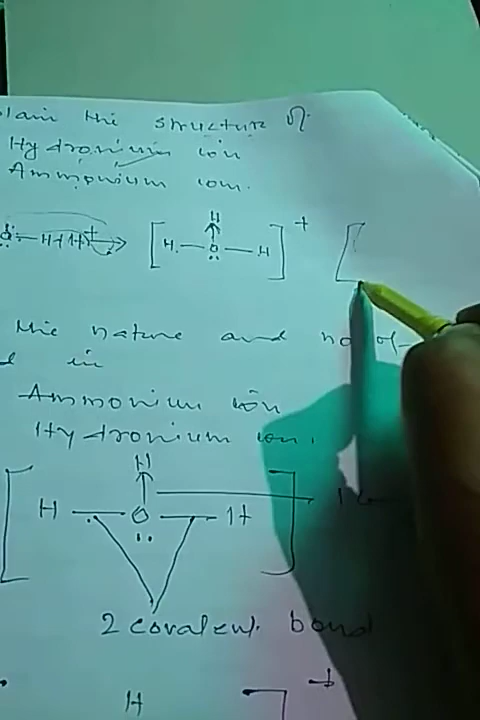 the structure of
Hydronium ion
Ammonium ion.
Ö — H + H⁺ → [ H — O — H ]⁺ [
H
↑
the nature and no of
in
Ammonium ion
Hydronium ion.
H
↑
[ H — O — H ]
2 covalent bond
H ] +